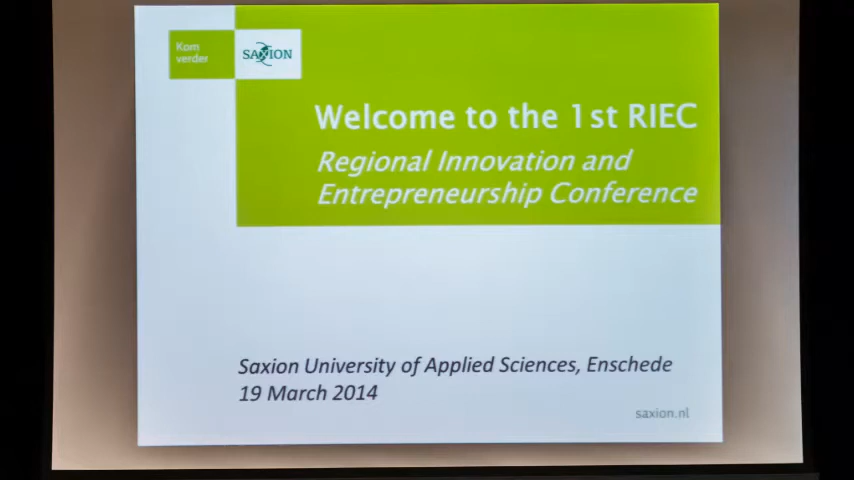 Kom
verder
SAXION
Welcome to the 1st RIEC
Regional Innovation and
Entrepreneurship Conference
Saxion University of Applied Sciences, Enschede
19 March 2014
saxion.nl